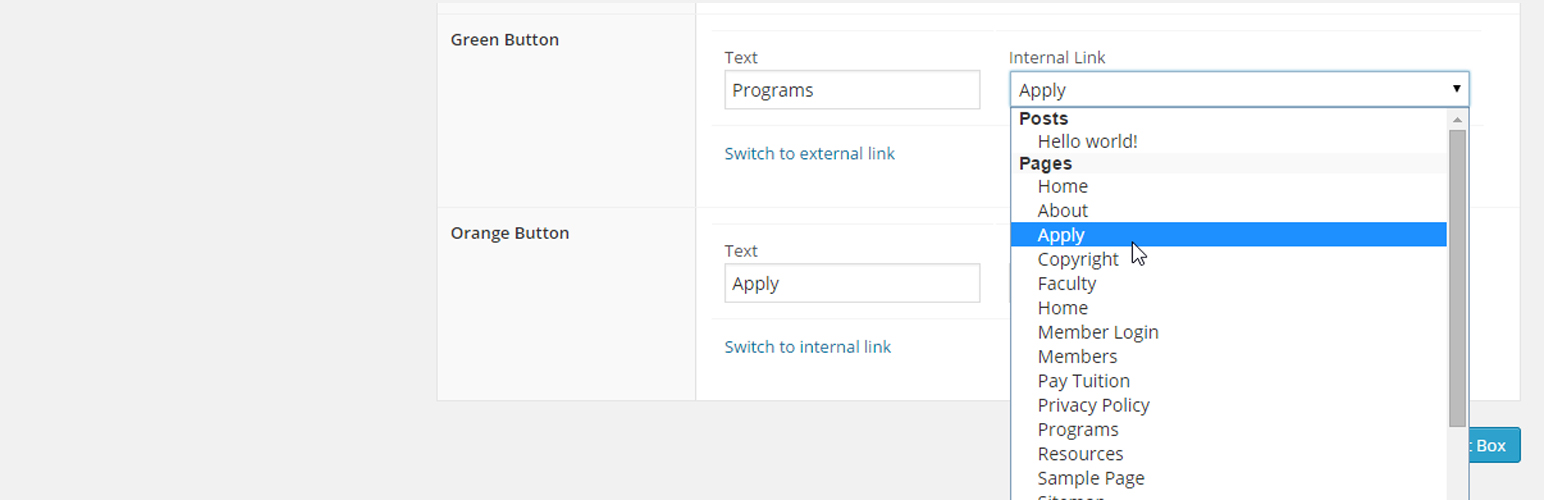 Green Button
Text
Programs
Switch to external link
Internal Link
Apply
Posts
Hello world!
Pages
Home
About
Apply
Copyright
Faculty
Home
Member Login
Members
Pay Tuition
Privacy Policy
Programs
Resources
Sample Page
Orange Button
Text
Apply
Switch to internal link
Box